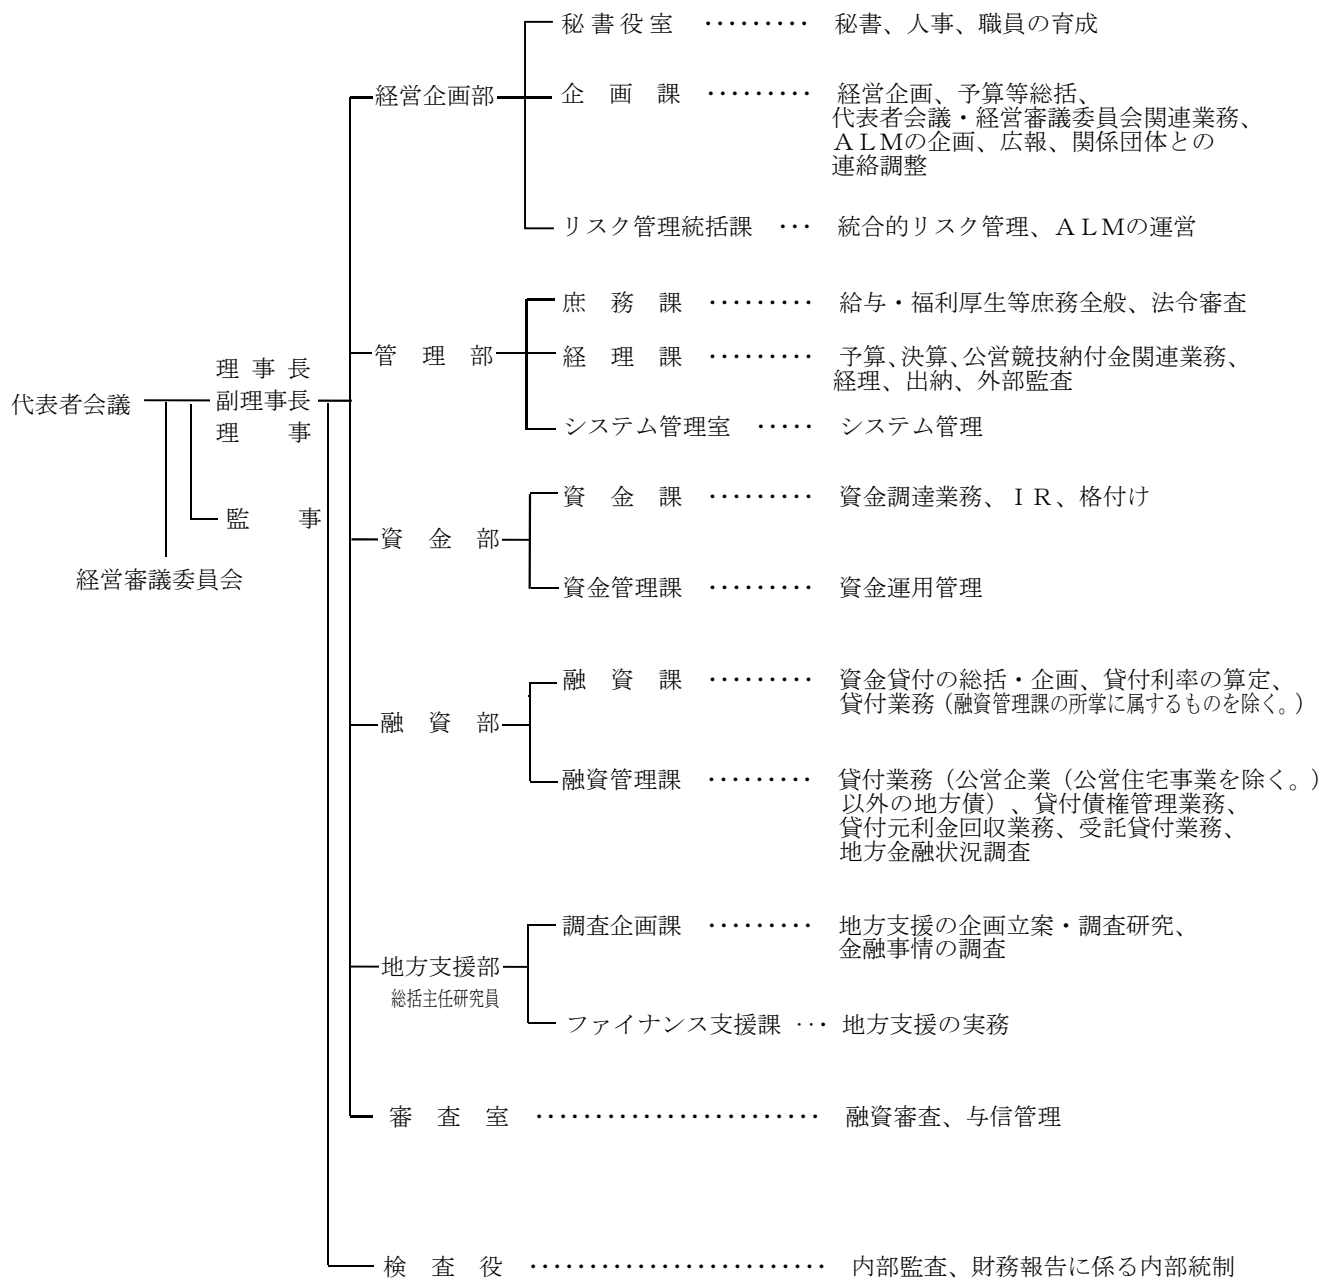 秘書役室 ········· 秘書、人事、職員の育成
経営企画部
企画課 ········· 経営企画、予算等総括、
代表者会議・経営審議委員会関連業務、
ＡＬＭの企画、広報、関係団体との
連絡調整
リスク管理統括課 ··· 統合的リスク管理、ＡＬＭの運営
庶務課 ········· 給与・福利厚生等庶務全般、法令審査
管理部
経理課 ········· 予算、決算、公営競技納付金関連業務、
経理、出納、外部監査
システム管理室 ····· システム管理
代表者会議
理事長
副理事長
理事
監事
経営審議委員会
資金課 ········· 資金調達業務、ＩＲ、格付け
資金部
資金管理課 ········· 資金運用管理
融資課 ········· 資金貸付の総括・企画、貸付利率の算定、
貸付業務（融資管理課の所掌に属するものを除く。）
融資部
融資管理課 ········· 貸付業務（公営企業（公営住宅事業を除く。）
以外の地方債）、貸付債権管理業務、
貸付元利金回収業務、受託貸付業務、
地方金融状況調査
調査企画課 ········· 地方支援の企画立案・調査研究、
金融事情の調査
地方支援部
総括主任研究員
ファイナンス支援課 ··· 地方支援の実務
審査室 ························ 融資審査、与信管理
検査役 ························· 内部監査、財務報告に係る内部統制